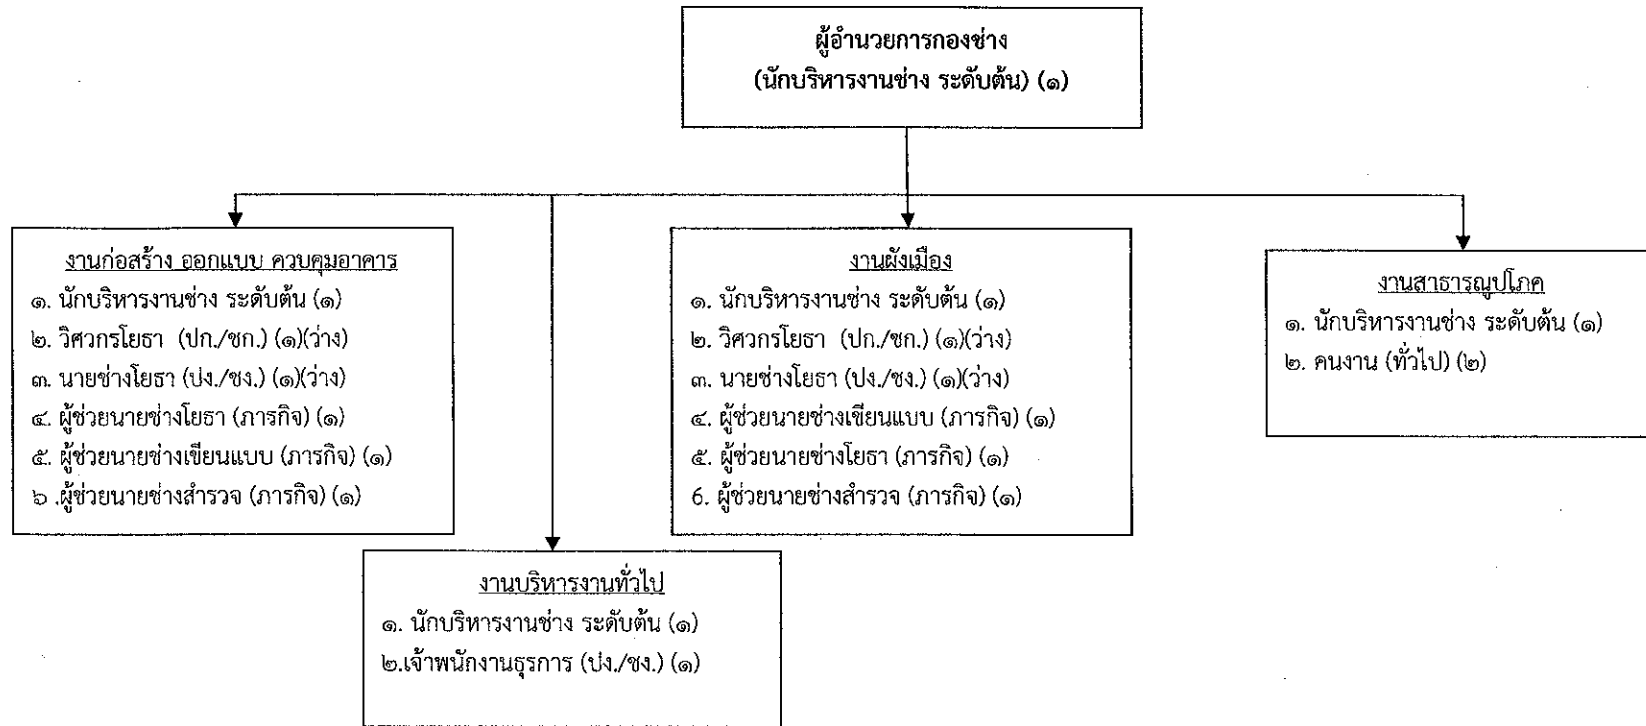 ผู้อำนวยการกองช่าง
(นักบริหารงานช่าง ระดับต้น) (๑)
งานก่อสร้าง ออกแบบ ควบคุมอาคาร
๑. นักบริหารงานช่าง ระดับต้น (๑)
๒. วิศวกรโยธา (ปก./ชก.) (๑)(ว่าง)
๓. นายช่างโยธา (ปง./ชง.) (๑)(ว่าง)
๔. ผู้ช่วยนายช่างโยธา (ภารกิจ) (๑)
๕. ผู้ช่วยนายช่างเขียนแบบ (ภารกิจ) (๑)
๖ .ผู้ช่วยนายช่างสำรวจ (ภารกิจ) (๑)
งานบริหารงานทั่วไป
๑. นักบริหารงานช่าง ระดับต้น (๑)
๒.เจ้าพนักงานธุรการ (ปง./ชง.) (๑)
งานผังเมือง
๑. นักบริหารงานช่าง ระดับต้น (๑)
๒. วิศวกรโยธา (ปก./ชก.) (๑)(ว่าง)
๓. นายช่างโยธา (ปง./ชง.) (๑)(ว่าง)
๔. ผู้ช่วยนายช่างเขียนแบบ (ภารกิจ) (๑)
๕. ผู้ช่วยนายช่างโยธา (ภารกิจ) (๑)
6. ผู้ช่วยนายช่างสำรวจ (ภารกิจ) (๑)
งานสาธารณูปโภค
๑. นักบริหารงานช่าง ระดับต้น (๑)
๒. คนงาน (ทั่วไป) (๒)